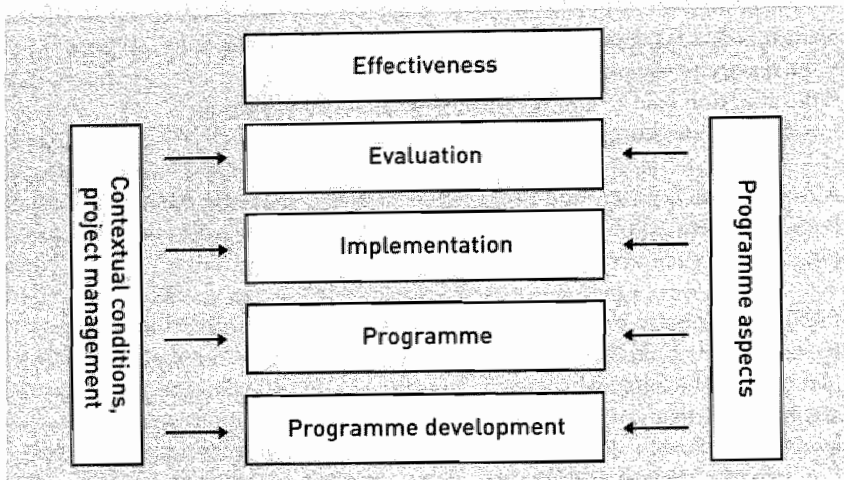 Effectiveness
Evaluation
Implementation
Programme
Programme development
Contextual conditions,
project management
Programme aspects